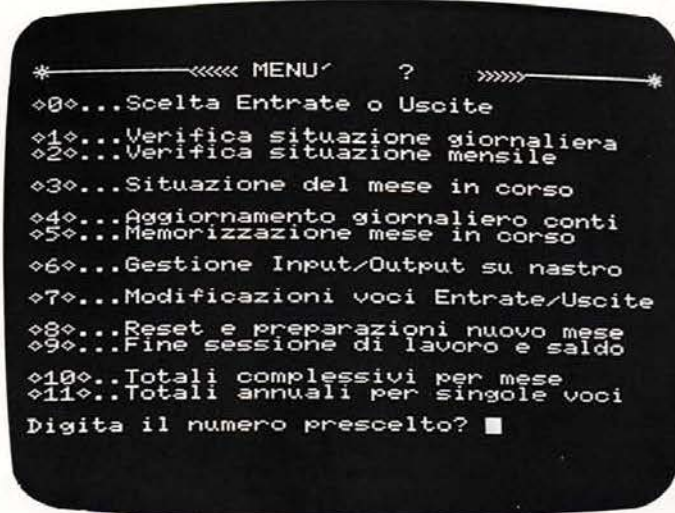 *————<<<<<< MENU' ? >>>>>>————*
◇0◇...Scelta Entrate o Uscite
◇1◇...Verifica situazione giornaliera
◇2◇...Verifica situazione mensile
◇3◇...Situazione del mese in corso
◇4◇...Aggiornamento giornaliero conti
◇5◇...Memorizzazione mese in corso
◇6◇...Gestione Input/Output su nastro
◇7◇...Modificazioni voci Entrate/Uscite
◇8◇...Reset e preparazioni nuovo mese
◇9◇...Fine sessione di lavoro e saldo
◇10◇..Totali complessivi per mese
◇11◇..Totali annuali per singole voci
Digita il numero prescelto?